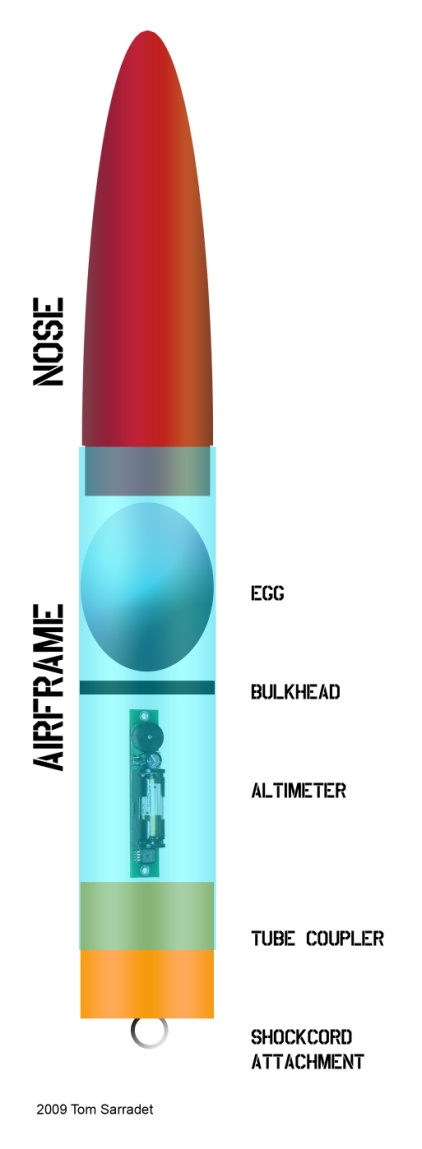 NOSE
AIRFRAME
EGG
BULKHEAD
ALTIMETER
TUBE COUPLER
SHOCKCORD
ATTACHMENT
2009 Tom Sarradet